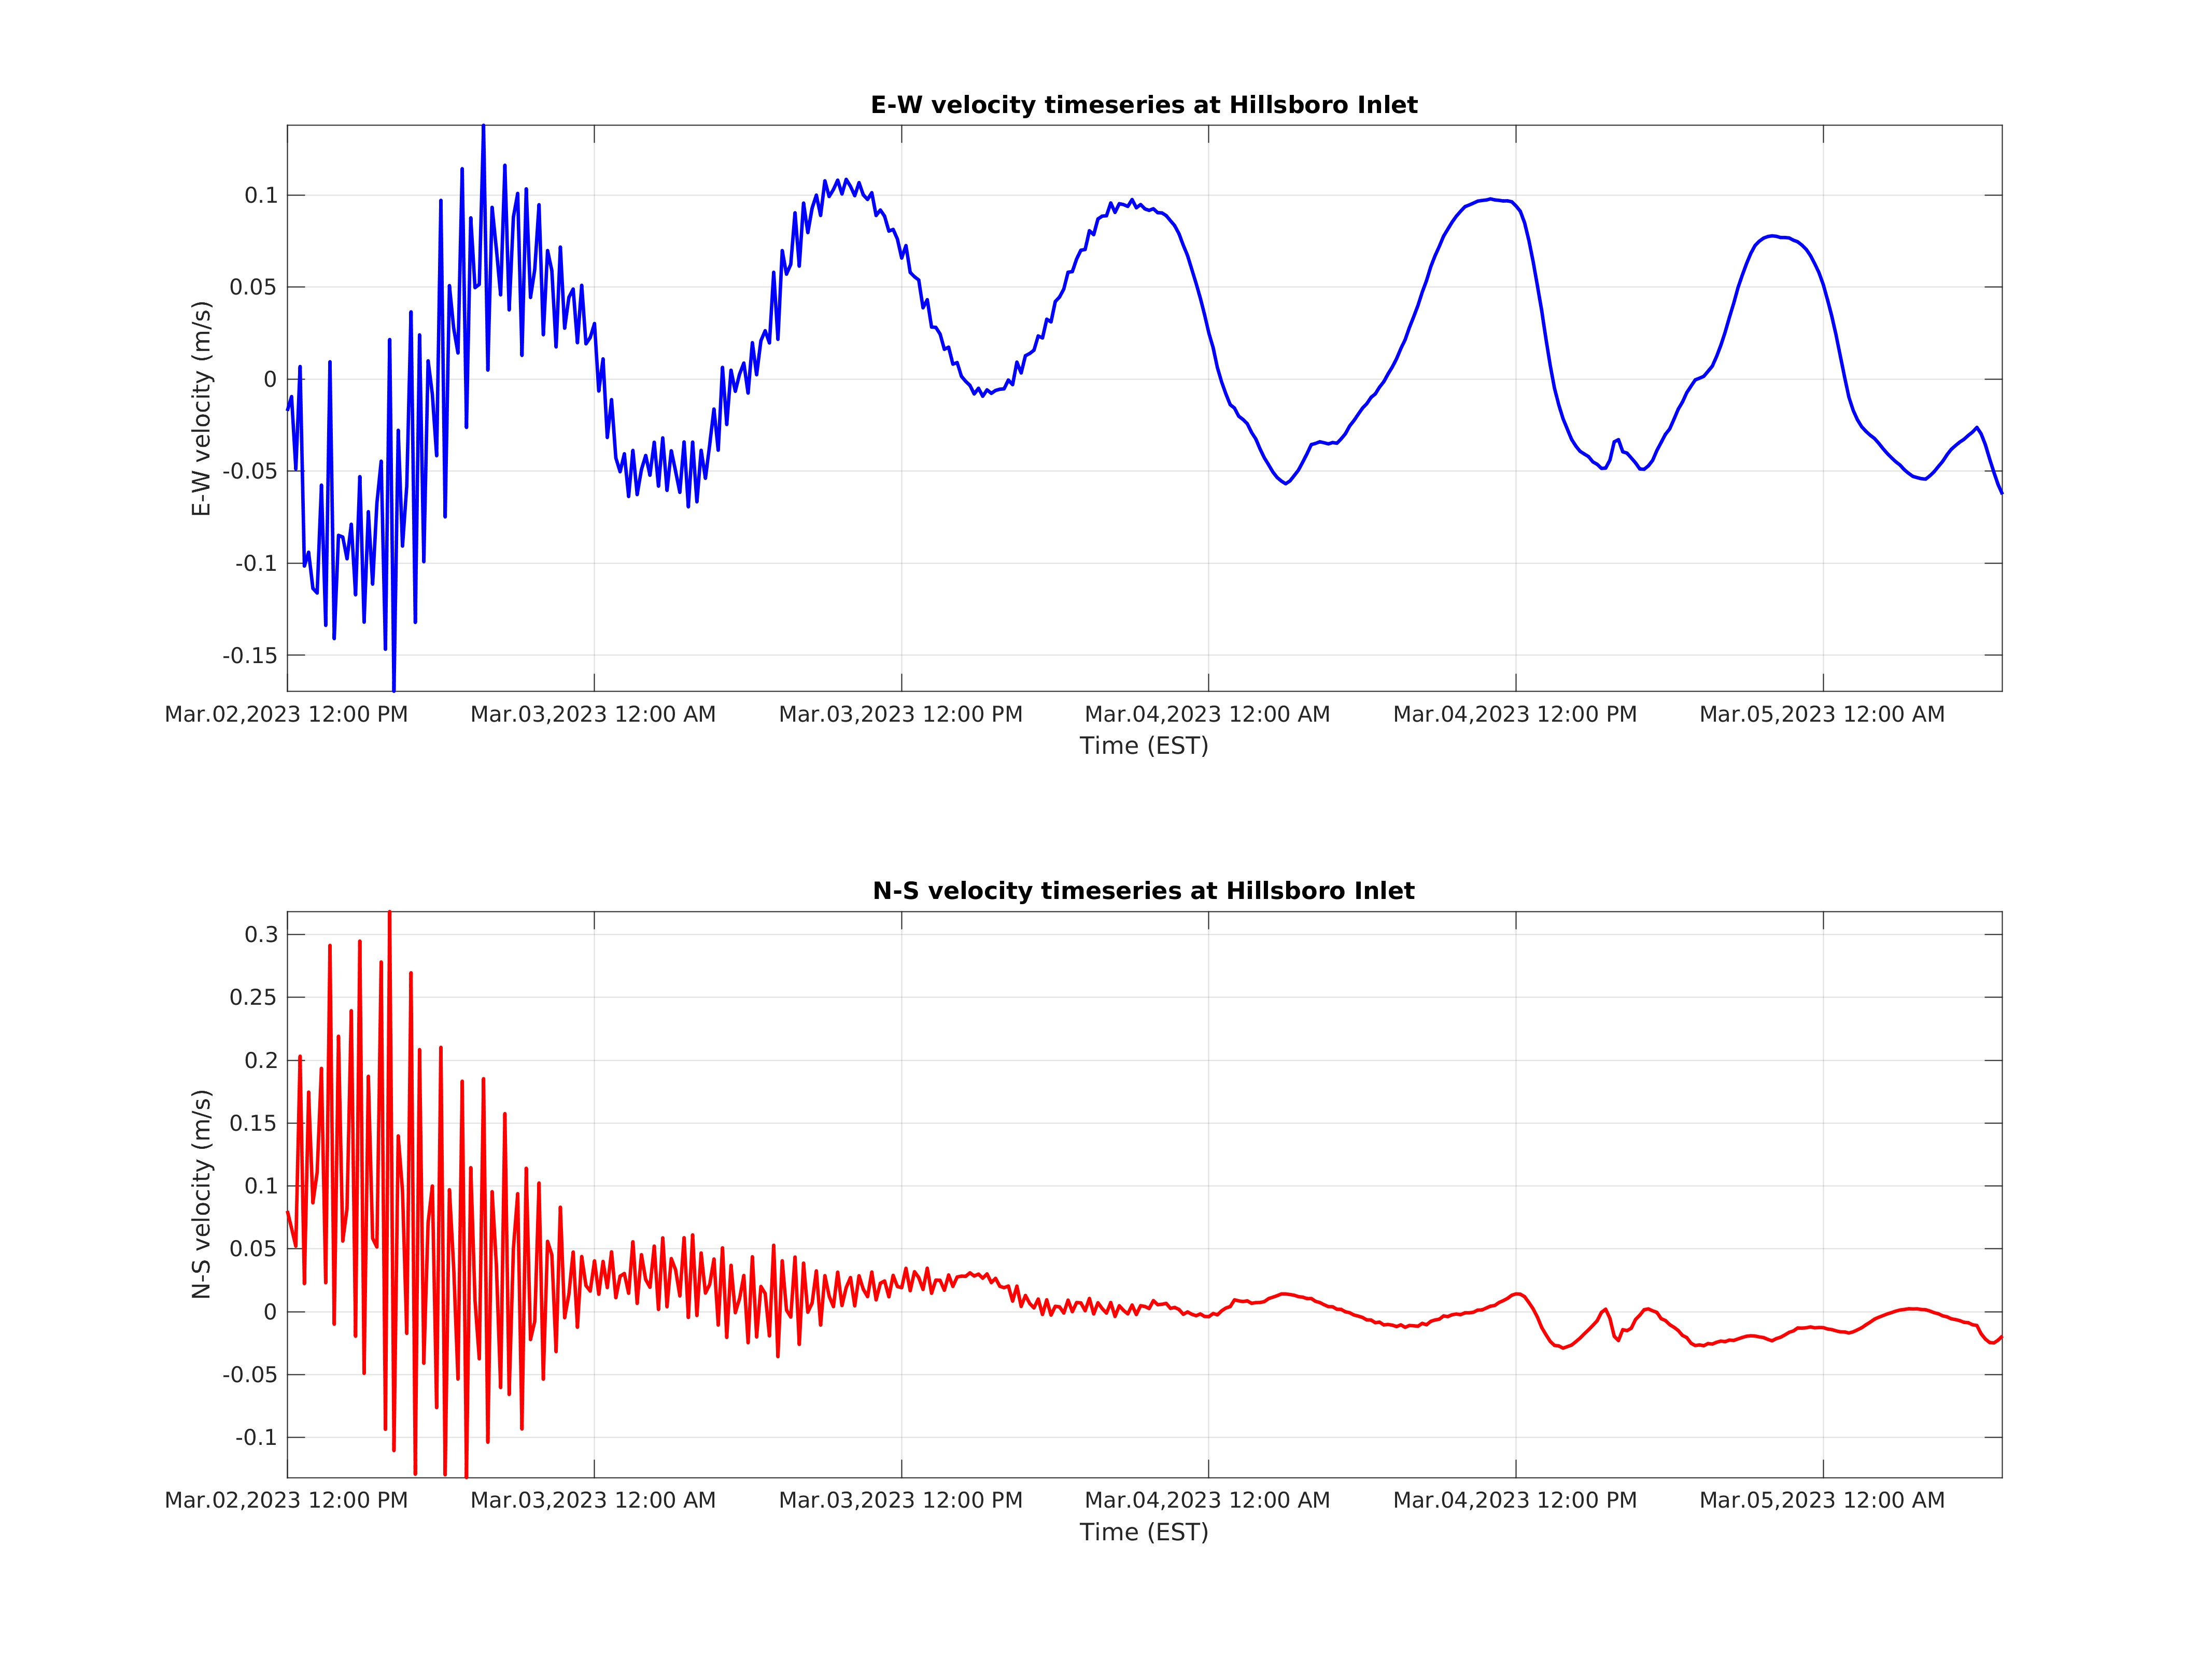 E-W velocity timeseries at Hillsboro Inlet
E-W velocity (m/s)
0.1
0.05
0
-0.05
-0.1
-0.15
Mar.02,2023 12:00 PM Mar.03,2023 12:00 AM Mar.03,2023 12:00 PM Mar.04,2023 12:00 AM Mar.04,2023 12:00 PM Mar.05,2023 12:00 AM
Time (EST)
N-S velocity timeseries at Hillsboro Inlet
N-S velocity (m/s)
0.3
0.25
0.2
0.15
0.1
0.05
0
-0.05
-0.1
Mar.02,2023 12:00 PM Mar.03,2023 12:00 AM Mar.03,2023 12:00 PM Mar.04,2023 12:00 AM Mar.04,2023 12:00 PM Mar.05,2023 12:00 AM
Time (EST)